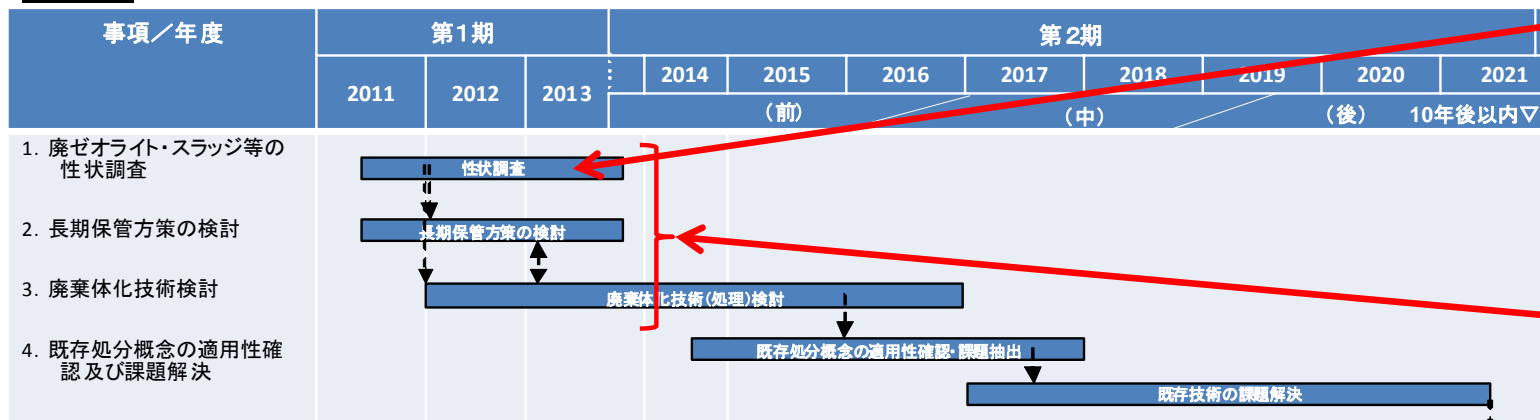 事項／年度
第1期
第２期
2011
2012
2013
2014
2015
2016
2017
2018
2019
2020
2021
（前）
（中）
（後）
10年後以内▽
1. 廃ゼオライト・スラッジ等の
性状調査
性状調査
2. 長期保管方策の検討
長期保管方策の検討
3. 廃棄体化技術検討
廃棄体化技術（処理）検討
4. 既存処分概念の適用性確
認及び課題解決
既存処分概念の適用性確認・課題抽出
既存技術の課題解決